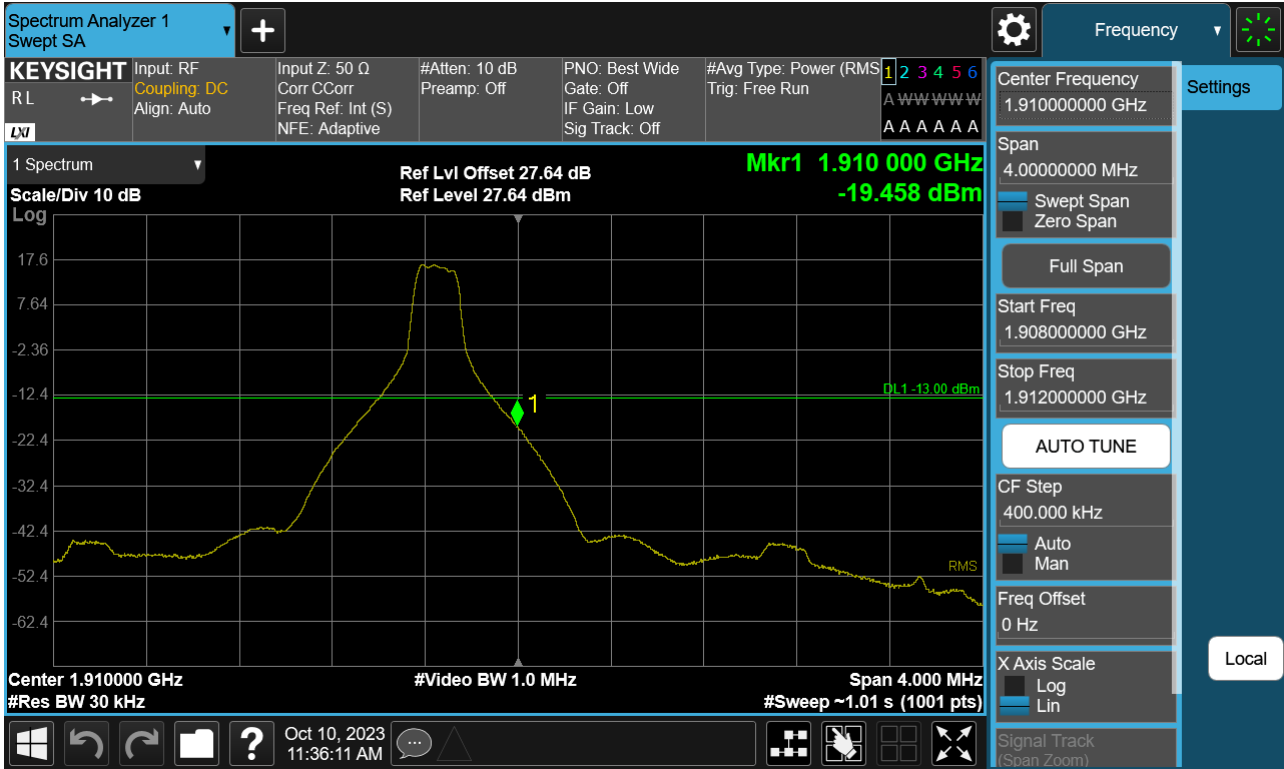 Spectrum Analyzer 1
Swept SA
Frequency
KEYSIGHT
R L
LXI
Input: RF
Coupling: DC
Align: Auto
Input Z: 50 Ω
Corr CCorr
Freq Ref: Int (S)
NFE: Adaptive
#Atten: 10 dB
Preamp: Off
PNO: Best Wide
Gate: Off
IF Gain: Low
Sig Track: Off
#Avg Type: Power (RMS
Trig: Free Run
1 2 3 4 5 6
A W W W W W
A A A A A A
1 Spectrum
Scale/Div 10 dB
Log
Ref Lvl Offset 27.64 dB
Ref Level 27.64 dBm
Mkr1 1.910 000 GHz
-19.458 dBm
17.6
7.64
-2.36
-12.4
-22.4
-32.4
-42.4
-52.4
-62.4
DL1 -13.00 dBm
1
RMS
Center 1.910000 GHz
#Res BW 30 kHz
#Video BW 1.0 MHz
Span 4.000 MHz
#Sweep ~1.01 s (1001 pts)
Center Frequency
1.910000000 GHz
Span
4.00000000 MHz
Swept Span
Zero Span
Full Span
Start Freq
1.908000000 GHz
Stop Freq
1.912000000 GHz
AUTO TUNE
CF Step
400.000 kHz
Auto
Man
Freq Offset
0 Hz
X Axis Scale
Log
Lin
Signal Track
(Span Zoom)
Settings
Local
?
Oct 10, 2023
11:36:11 AM